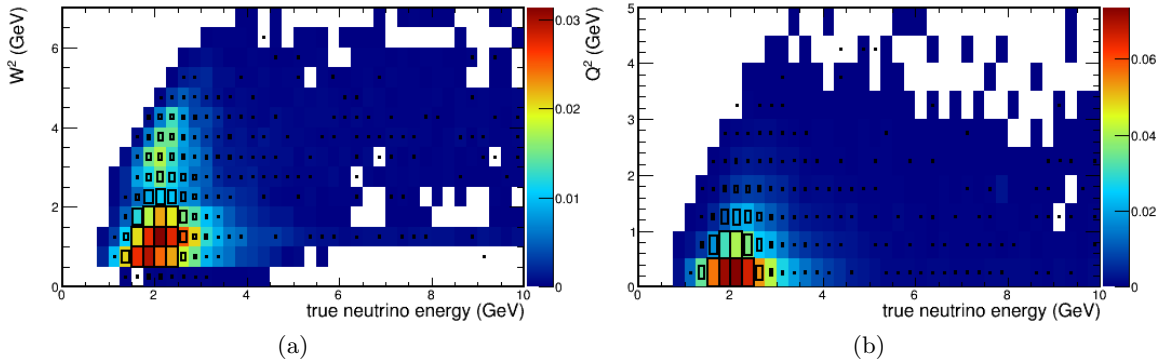 W² (GeV)
6
4
2
0
0 2 4 6 8 10
true neutrino energy (GeV)
0.03
0.02
0.01
0
(a)
Q² (GeV)
5
4
3
2
1
0
0 2 4 6 8 10
true neutrino energy (GeV)
0.06
0.04
0.02
0
(b)